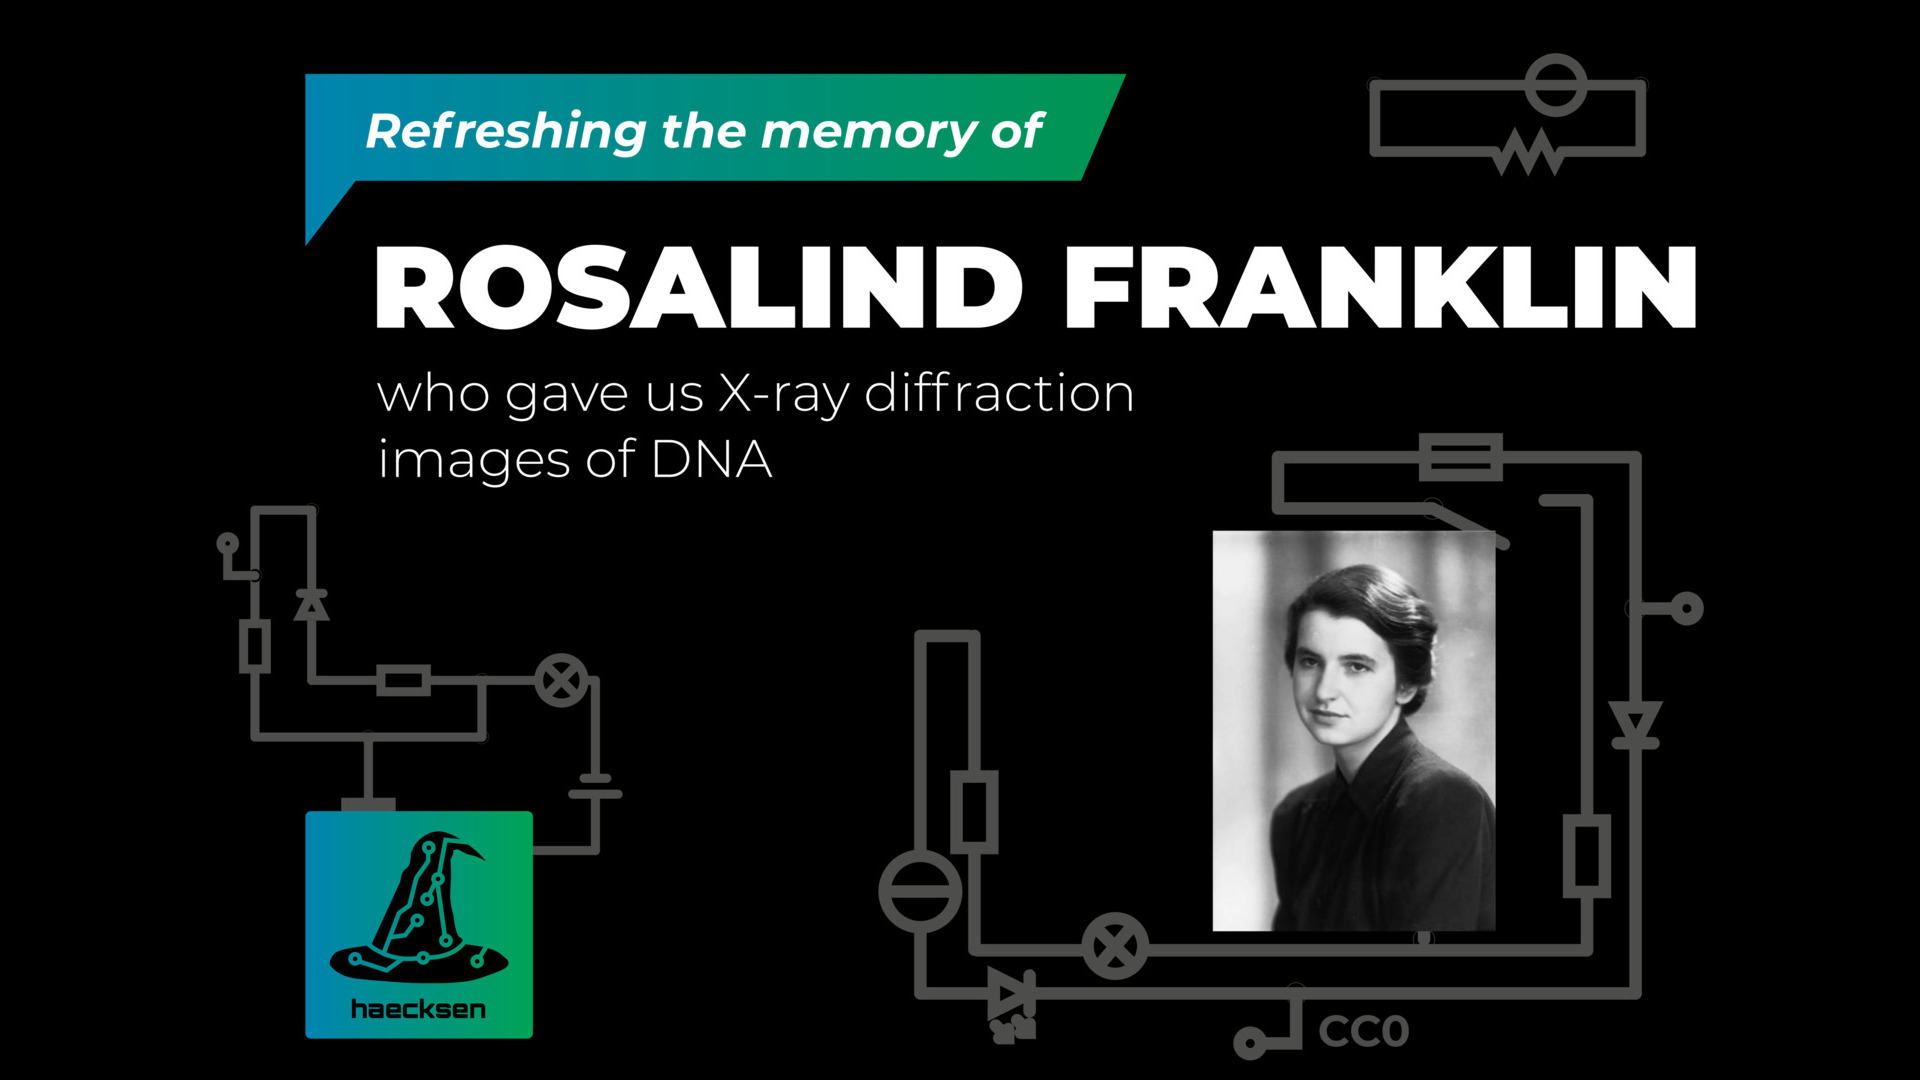 Refreshing the memory of
ROSALIND FRANKLIN
who gave us X-ray diffraction
images of DNA
haecksen
CC0